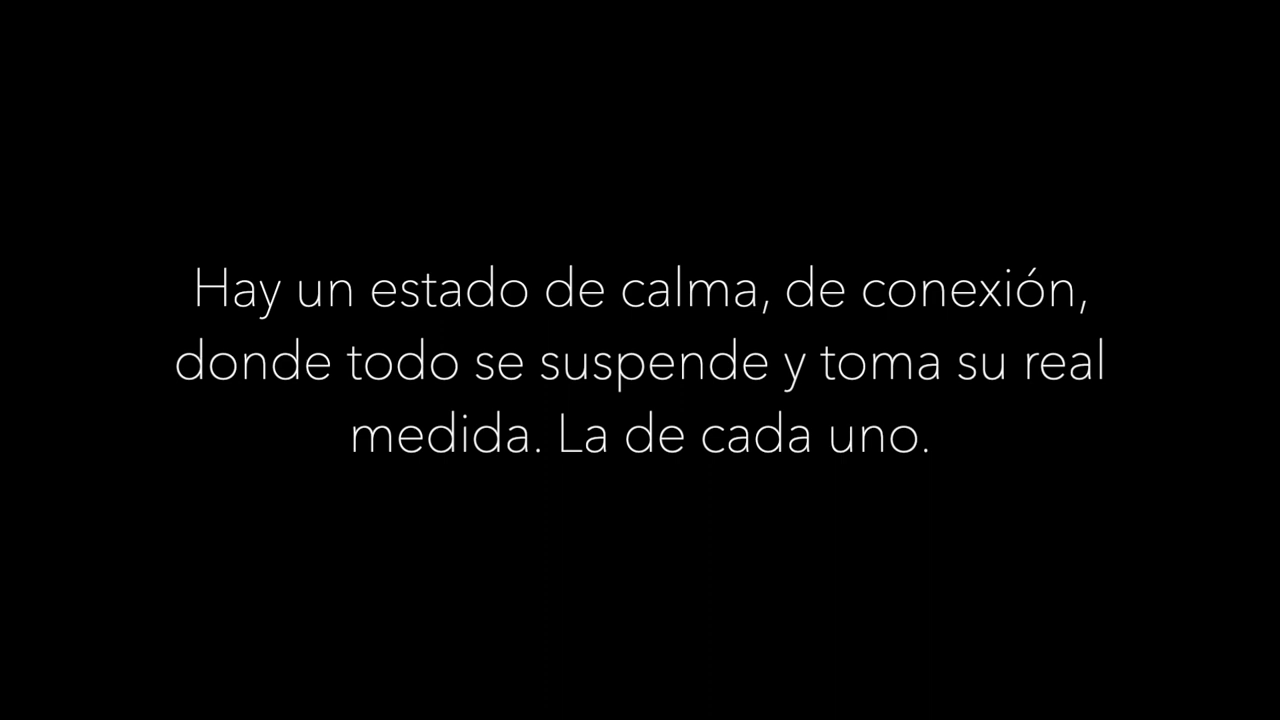 Hay un estado de calma, de conexión,
donde todo se suspende y toma su real
medida. La de cada uno.